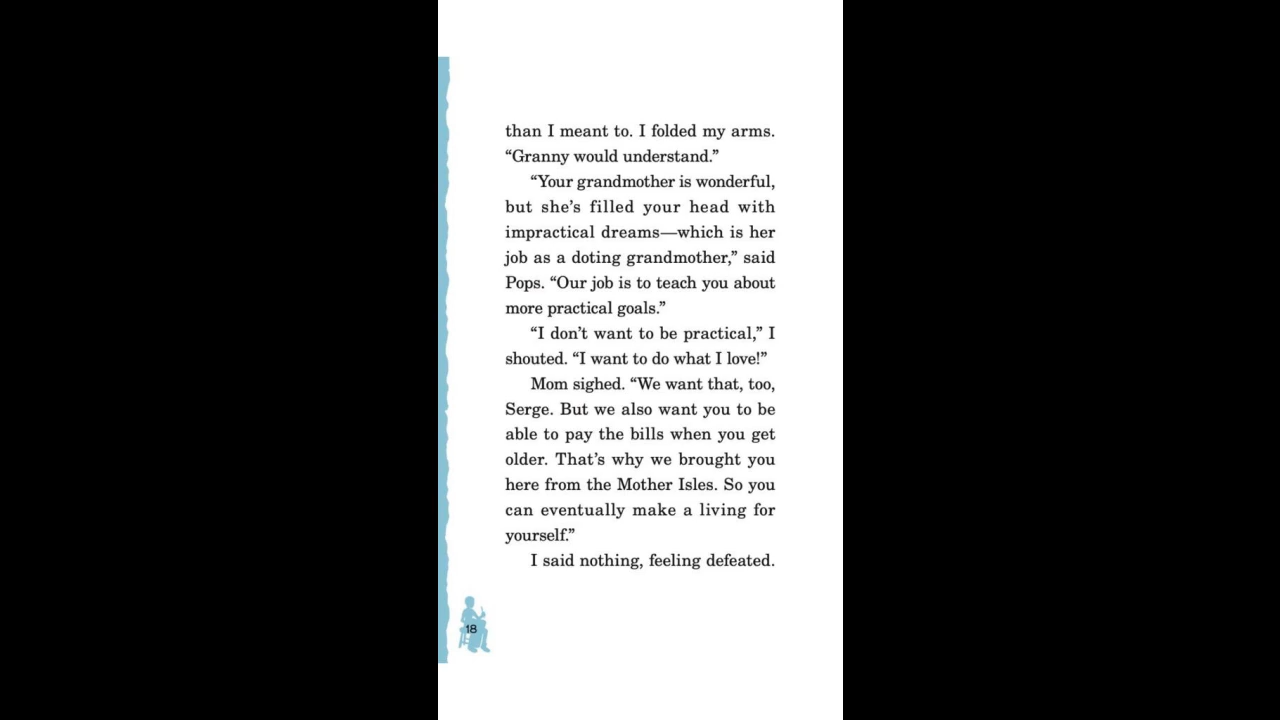 than I meant to. I folded my arms.
“Granny would understand.”
“Your grandmother is wonderful,
but she’s filled your head with
impractical dreams—which is her
job as a doting grandmother,” said
Pops. “Our job is to teach you about
more practical goals.”
“I don’t want to be practical,” I
shouted. “I want to do what I love!”
Mom sighed. “We want that, too,
Serge. But we also want you to be
able to pay the bills when you get
older. That’s why we brought you
here from the Mother Isles. So you
can eventually make a living for
yourself.”
I said nothing, feeling defeated.
18